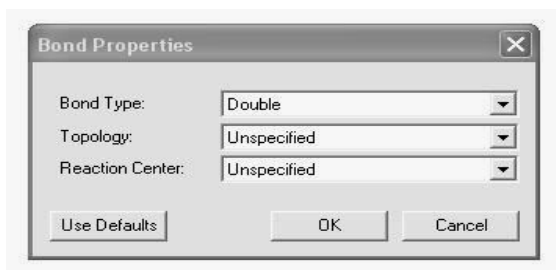 Bond Properties
Bond Type: Double
Topology: Unspecified
Reaction Center: Unspecified
Use Defaults OK Cancel